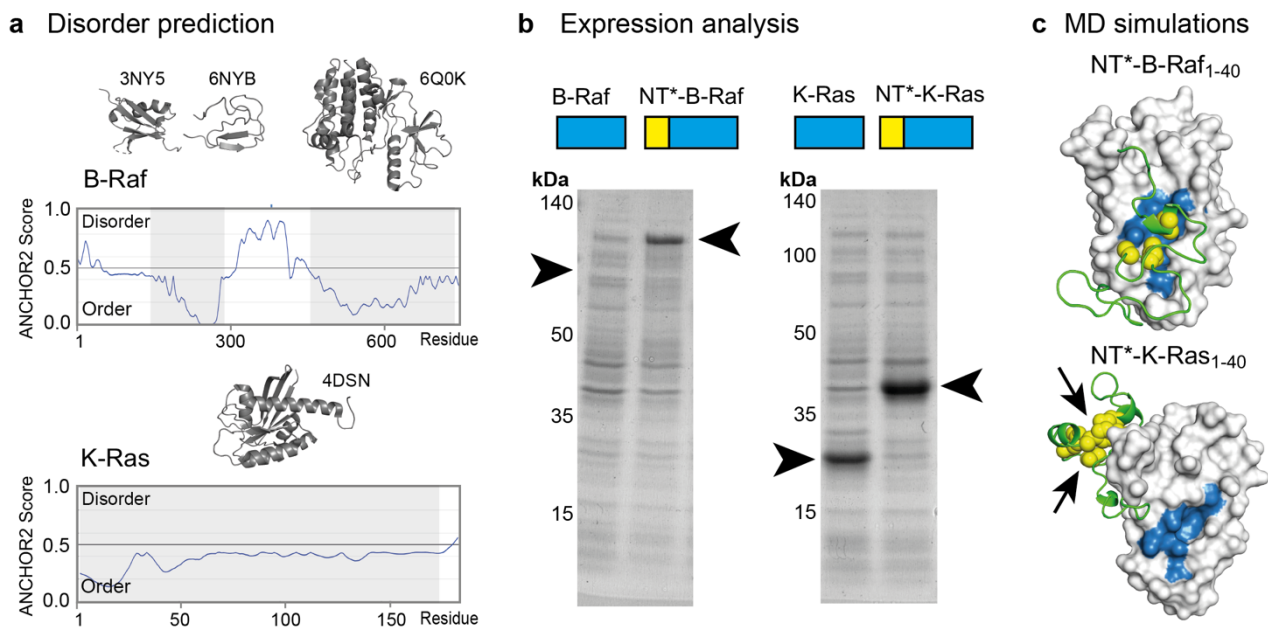 a Disorder prediction
3NY5 6NYB 6Q0K
B-Raf
1.0
Disorder
0.5
Order
0.0
ANCHOR2 Score
1 300 600 Residue
4DSN
K-Ras
1.0
Disorder
0.5
Order
0.0
ANCHOR2 Score
1 50 100 150 Residue
b Expression analysis
B-Raf NT*-B-Raf
kDa
140
50
35
15
K-Ras NT*-K-Ras
kDa
140
100
50
35
15
c MD simulations
NT*-B-Raf1-40
NT*-K-Ras1-40